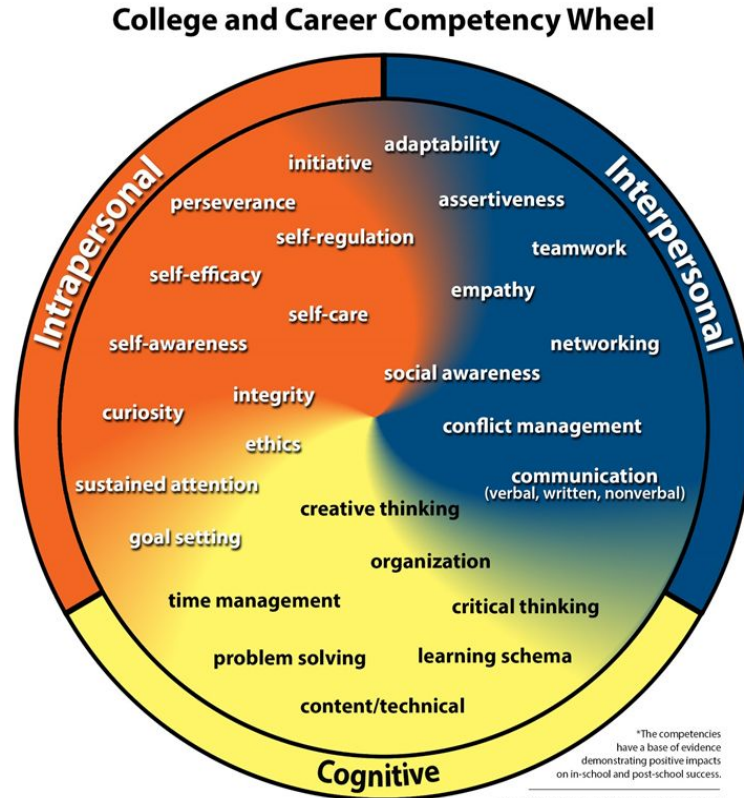 College and Career Competency Wheel
Intrapersonal
Interpersonal
adaptability
initiative
assertiveness
perseverance
self-regulation
teamwork
self-efficacy
empathy
self-care
self-awareness
networking
social awareness
integrity
curiosity
conflict management
ethics
communication
(verbal, written, nonverbal)
sustained attention
creative thinking
goal setting
organization
time management
critical thinking
problem solving
learning schema
content/technical
Cognitive
*The competencies
have a base of evidence
demonstrating positive impacts
on in-school and post-school success.